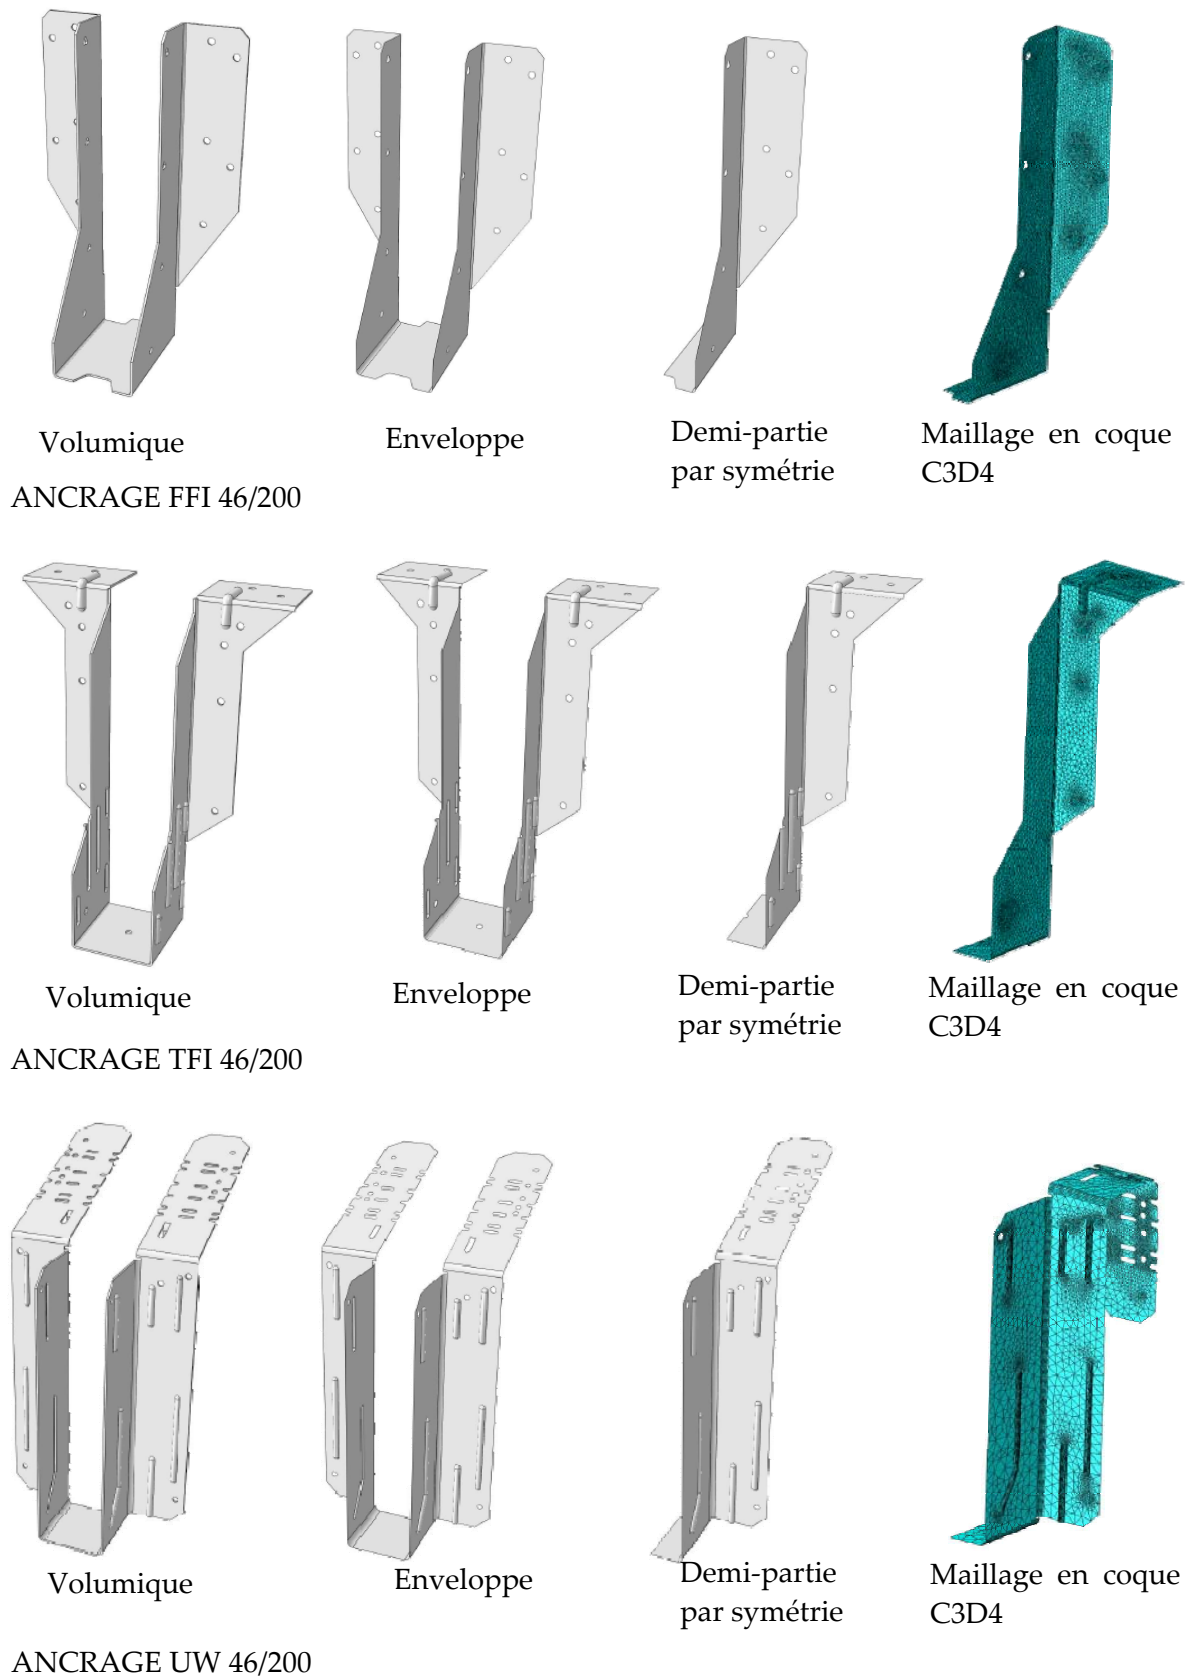 Volumique
Enveloppe
Demi-partie
par symétrie
Maillage en coque
C3D4
ANCRAGE FFI 46/200
Volumique
Enveloppe
Demi-partie
par symétrie
Maillage en coque
C3D4
ANCRAGE TFI 46/200
Volumique
Enveloppe
Demi-partie
par symétrie
Maillage en coque
C3D4
ANCRAGE UW 46/200